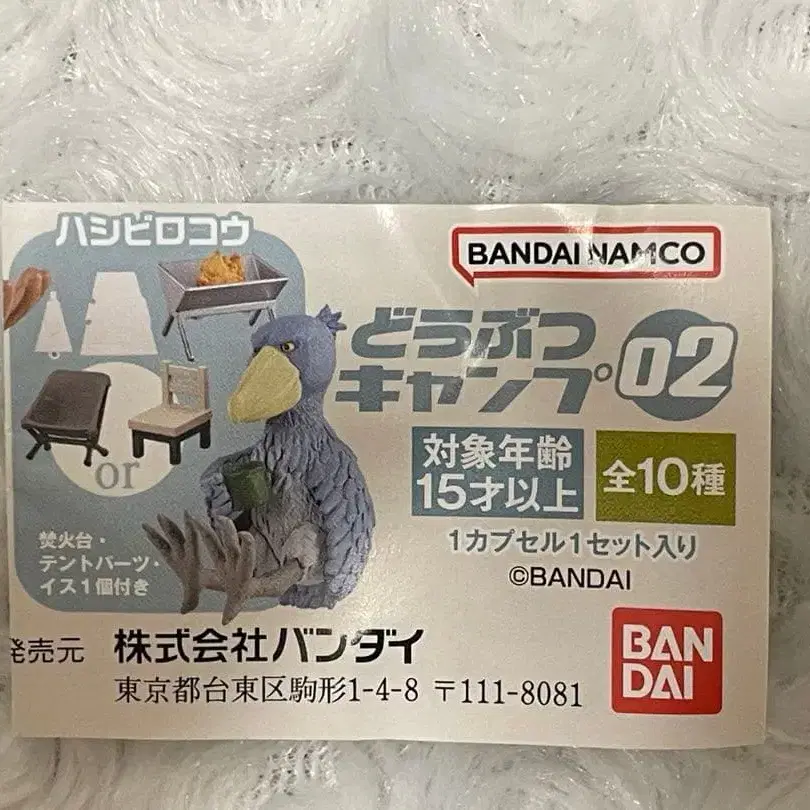 ハシビロコウ
or
焚火台・
テントパーツ・
イス1個付き
BANDAI NAMCO
どうぶつ
キャンプ02
対象年齢
15才以上
全10種
1カプセル1セット入り
©BANDAI
発売元 株式会社バンダイ
東京都台東区駒形1-4-8 〒111-8081
BAN
DAI